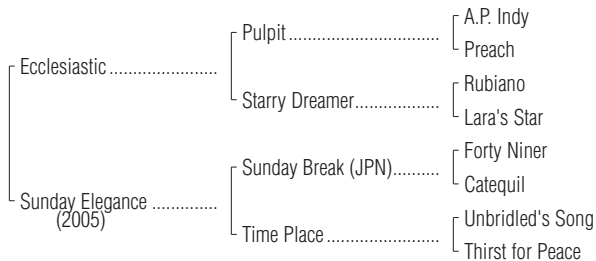 A.P. Indy
Pulpit........................................
Preach
Ecclesiastic ........................
Rubiano
Starry Dreamer......................
Lara's Star
Forty Niner
Sunday Break (JPN)............
Catequil
Sunday Elegance ...............
(2005)
Unbridled's Song
Time Place .............................
Thirst for Peace